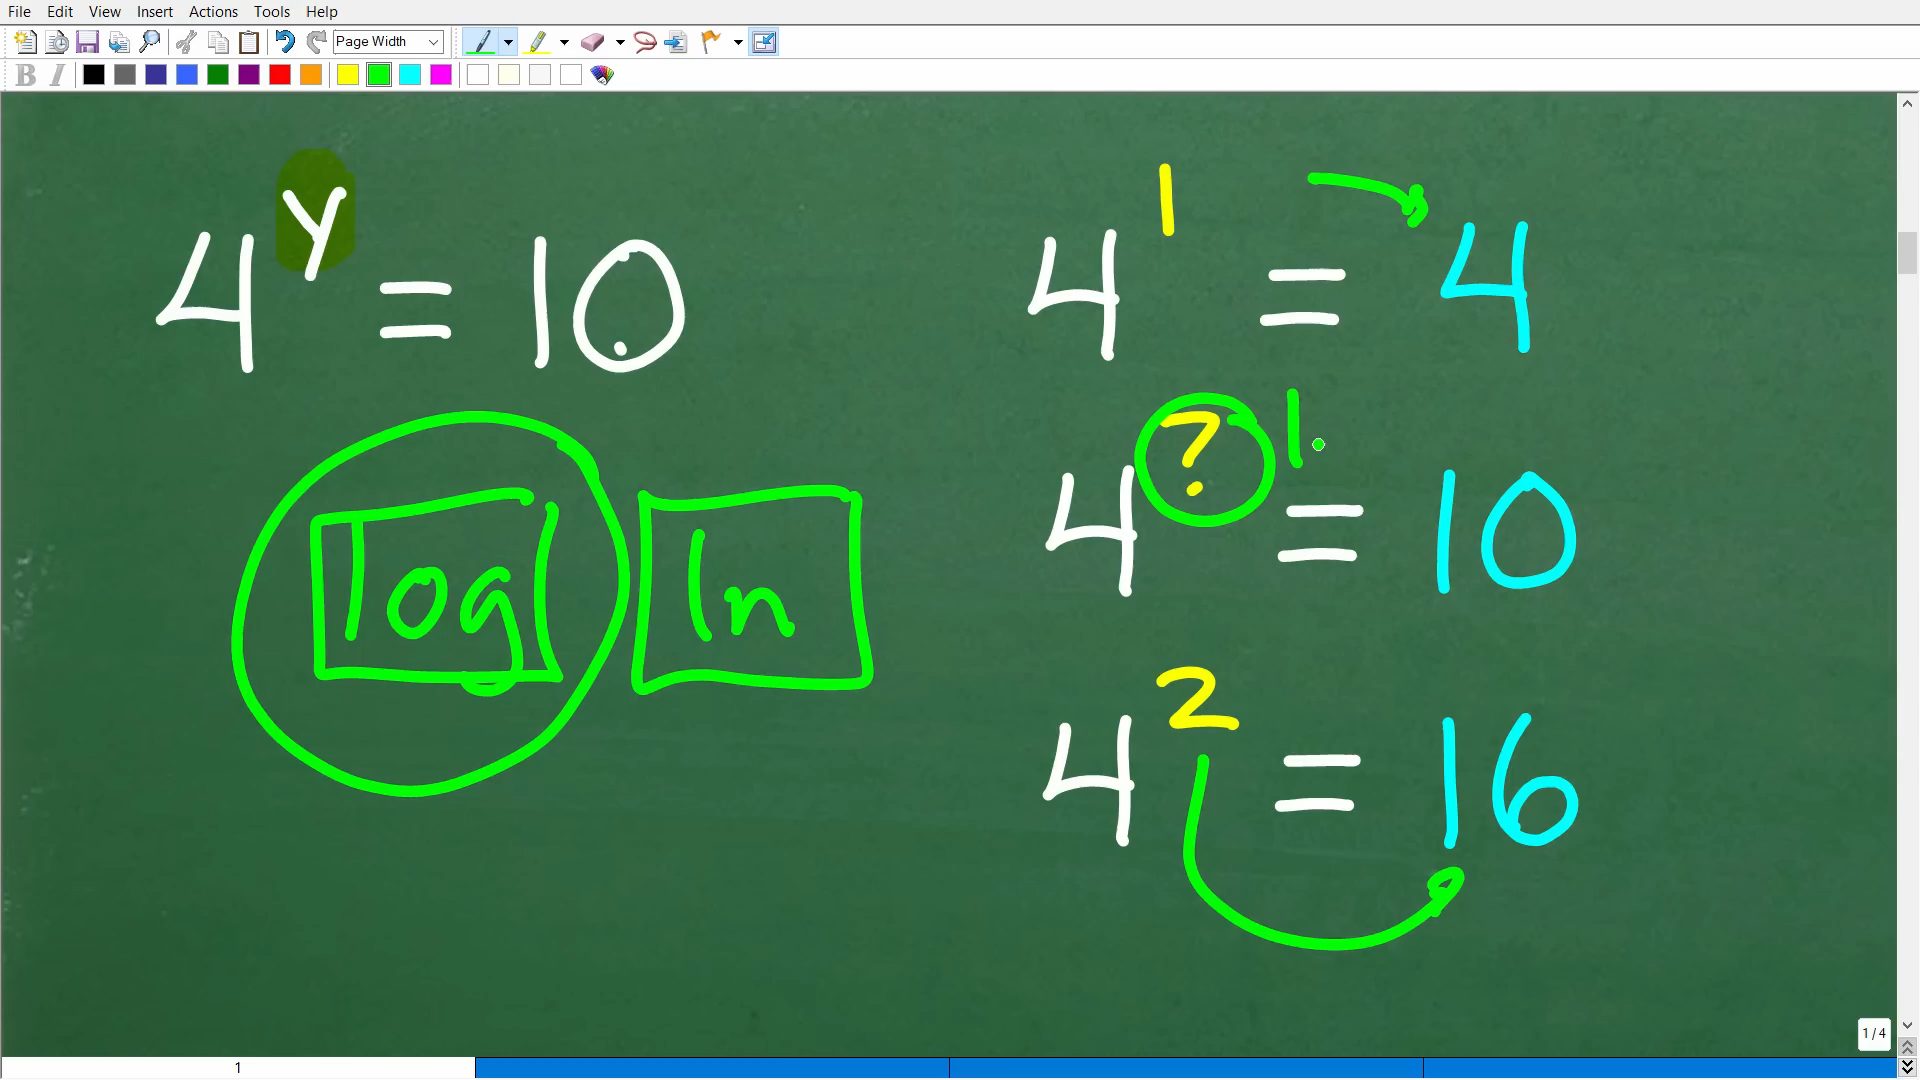 File Edit View Insert Actions Tools Help
Page Width
B I
4^y = 10
log
ln
4^1 = 4
4^? = 10
1.
4^2 = 16
1 / 4
1